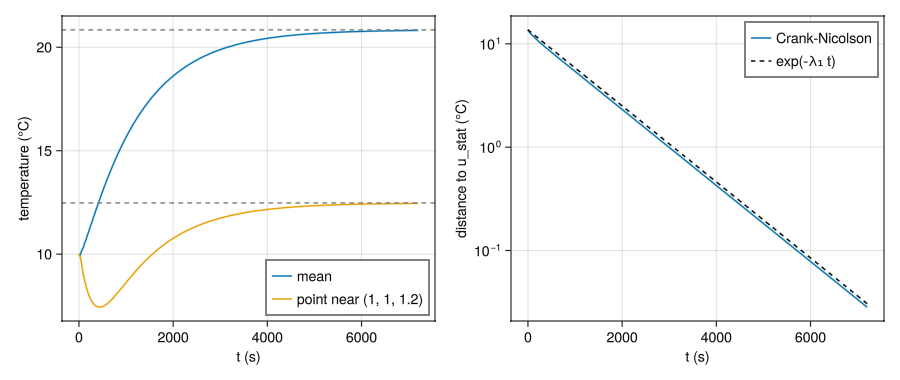 temperature (°C)
20
15
10
mean
point near (1, 1, 1.2)
0
2000
4000
6000
t (s)
distance to u_stat (°C)
10¹
10⁰
10⁻¹
Crank-Nicolson
exp(-λ₁ t)
0
2000
4000
6000
t (s)